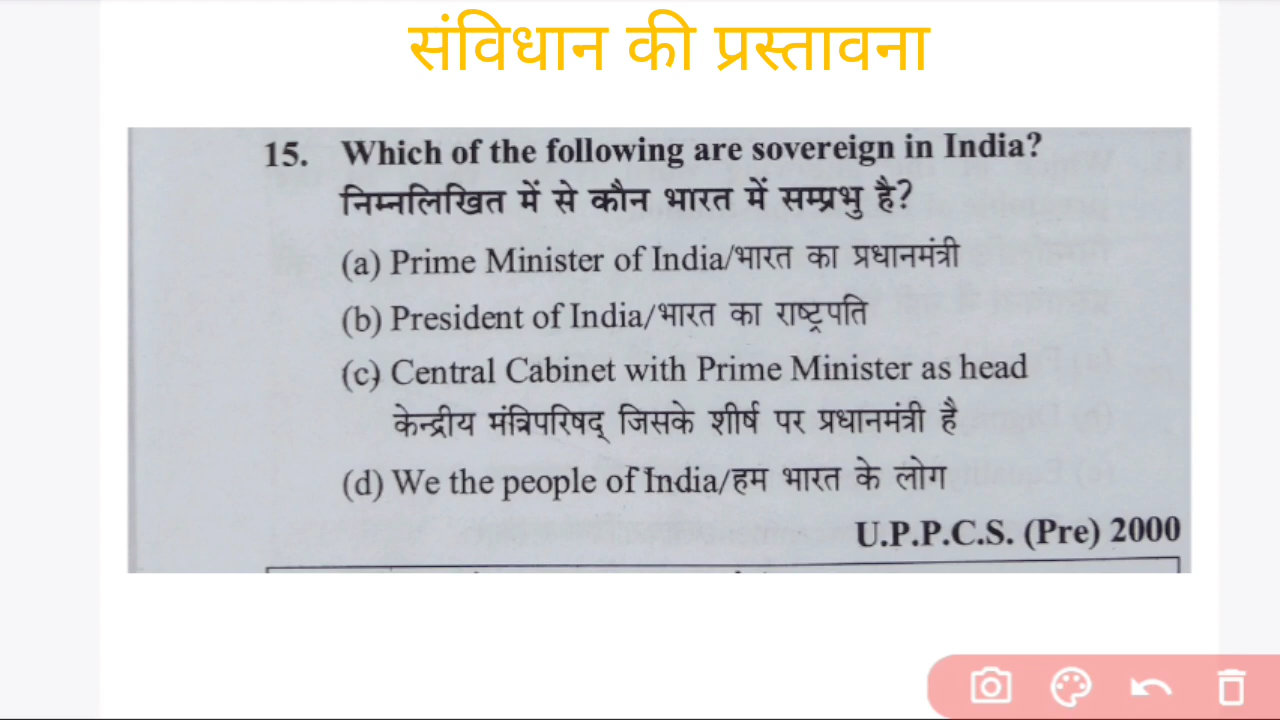 संविधान की प्रस्तावना
15. Which of the following are sovereign in India?
निम्नलिखित में से कौन भारत में सम्प्रभु है?
(a) Prime Minister of India/भारत का प्रधानमंत्री
(b) President of India/भारत का राष्ट्रपति
(c) Central Cabinet with Prime Minister as head
केन्द्रीय मंत्रिपरिषद् जिसके शीर्ष पर प्रधानमंत्री है
(d) We the people of India/हम भारत के लोग
U.P.P.C.S. (Pre) 2000